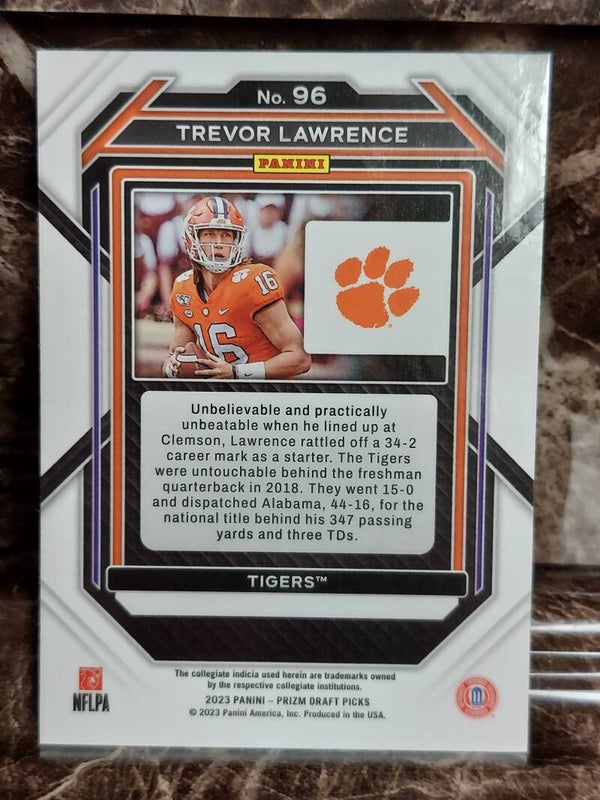 No. 96
TREVOR LAWRENCE
PANINI
16
16
Unbelievable and practically
unbeatable when he lined up at
Clemson, Lawrence rattled off a 34-2
career mark as a starter. The Tigers
were untouchable behind the freshman
quarterback in 2018. They went 15-0
and dispatched Alabama, 44-16, for the
national title behind his 347 passing
yards and three TDs.
TIGERS™
The collegiate indicia used herein are trademarks owned
by the respective collegiate institutions.
NFLPA
2023 PANINI – PRIZM DRAFT PICKS
© 2023 Panini America, Inc. Produced in the USA.